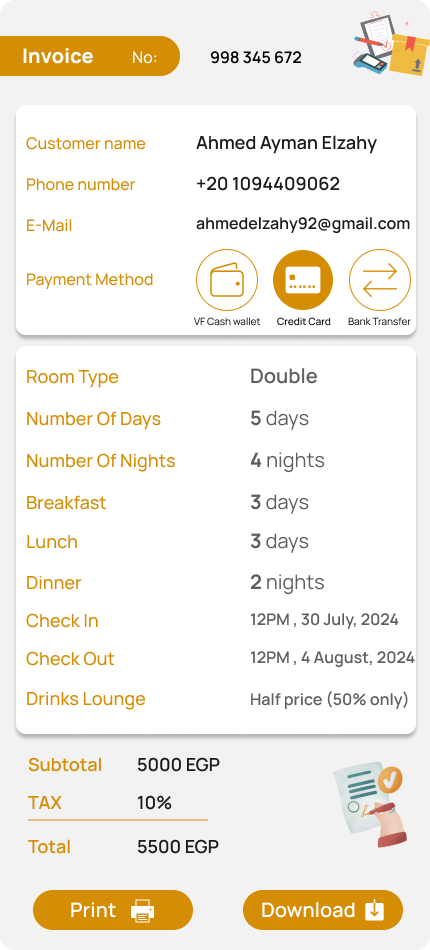 Invoice No: 998 345 672
Customer name Ahmed Ayman Elzahy
Phone number +20 1094409062
E-Mail ahmedelzahy92@gmail.com
Payment Method
VF Cash wallet Credit Card Bank Transfer
Room Type Double
Number Of Days 5 days
Number Of Nights 4 nights
Breakfast 3 days
Lunch 3 days
Dinner 2 nights
Check In 12PM , 30 July, 2024
Check Out 12PM , 4 August, 2024
Drinks Lounge Half price (50% only)
Subtotal 5000 EGP
TAX 10%
Total 5500 EGP
Print Download